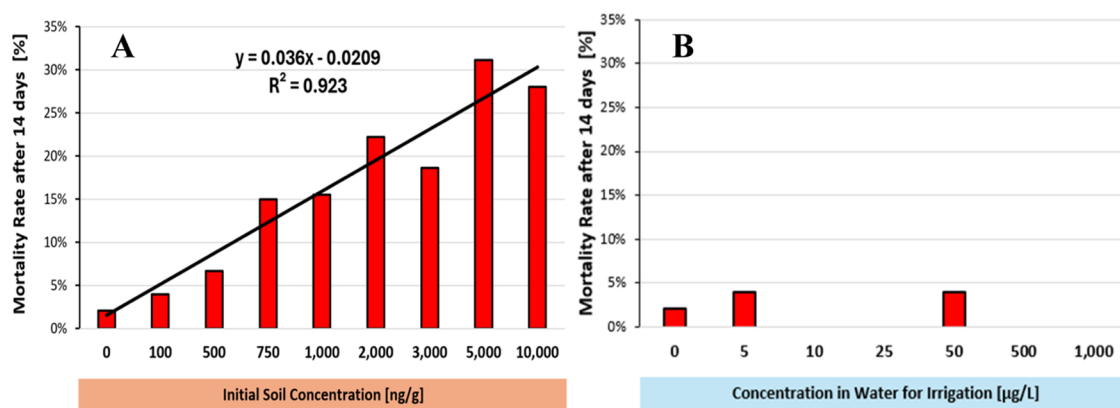 A
y = 0.036x - 0.0209
R² = 0.923
Mortality Rate after 14 days [%]
35%
30%
25%
20%
15%
10%
5%
0%
0 100 500 750 1,000 2,000 3,000 5,000 10,000
Initial Soil Concentration [ng/g]
B
Mortality Rate after 14 days [%]
35%
30%
25%
20%
15%
10%
5%
0%
0 5 10 25 50 500 1,000
Concentration in Water for Irrigation [µg/L]